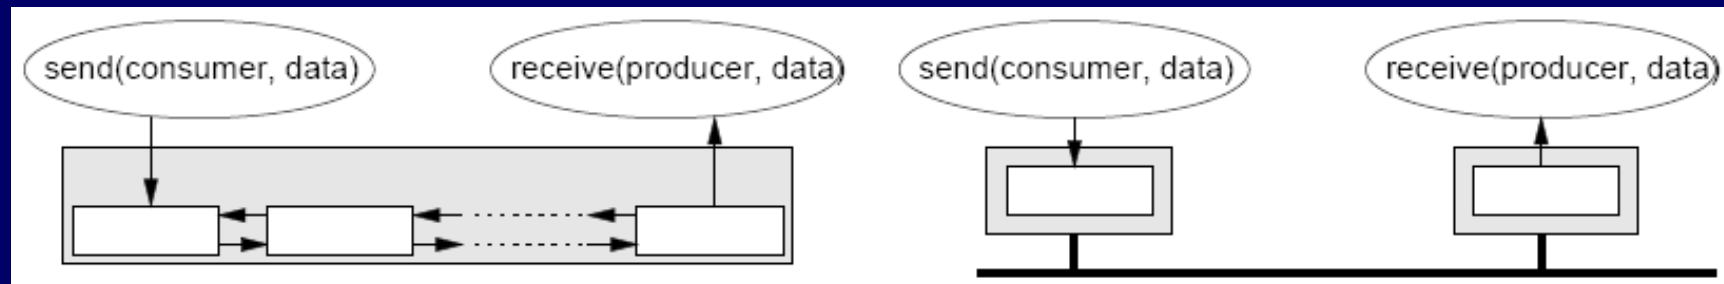 send(consumer, data)
receive(producer, data)
send(consumer, data)
receive(producer, data)